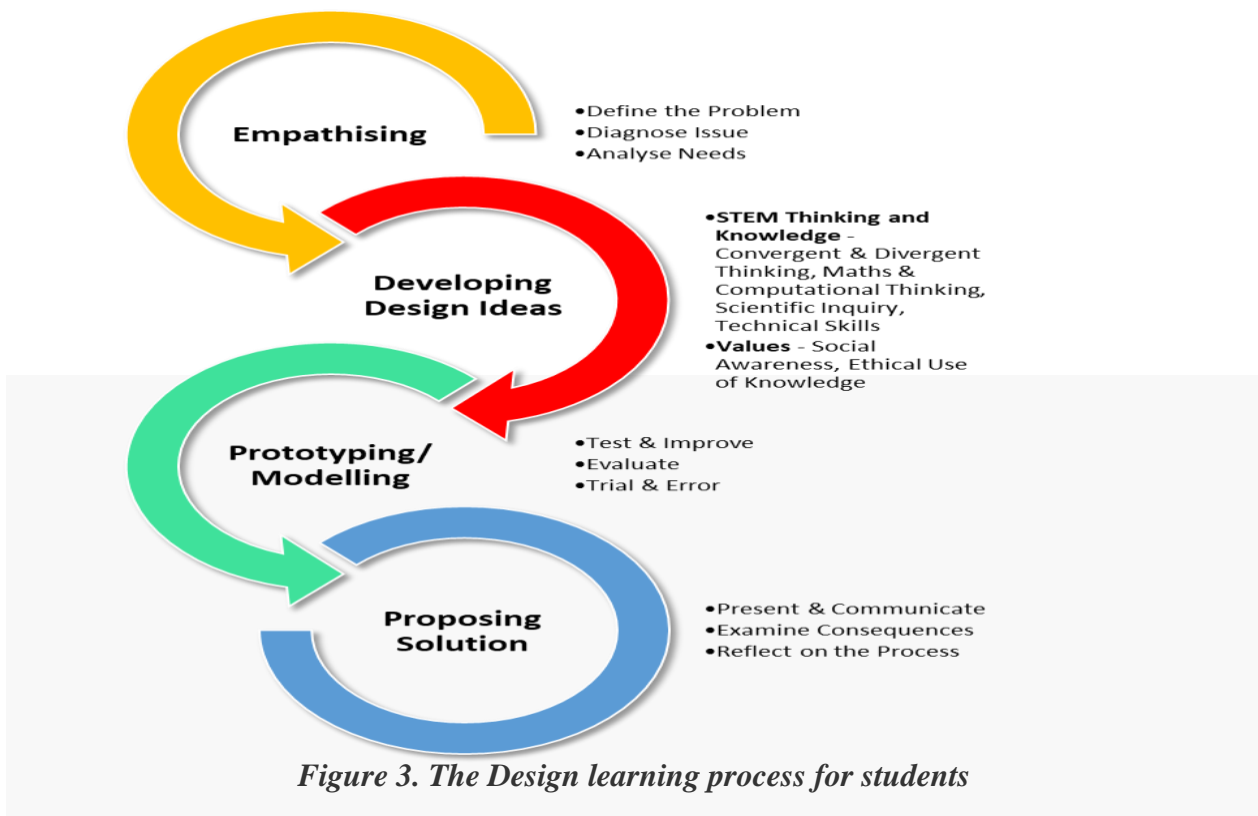 Empathising
•Define the Problem
•Diagnose Issue
•Analyse Needs
Developing
Design Ideas
•STEM Thinking and
Knowledge -
Convergent & Divergent
Thinking, Maths &
Computational Thinking,
Scientific Inquiry,
Technical Skills
•Values - Social
Awareness, Ethical Use
of Knowledge
Prototyping/
Modelling
•Test & Improve
•Evaluate
•Trial & Error
Proposing
Solution
•Present & Communicate
•Examine Consequences
•Reflect on the Process
Figure 3. The Design learning process for students